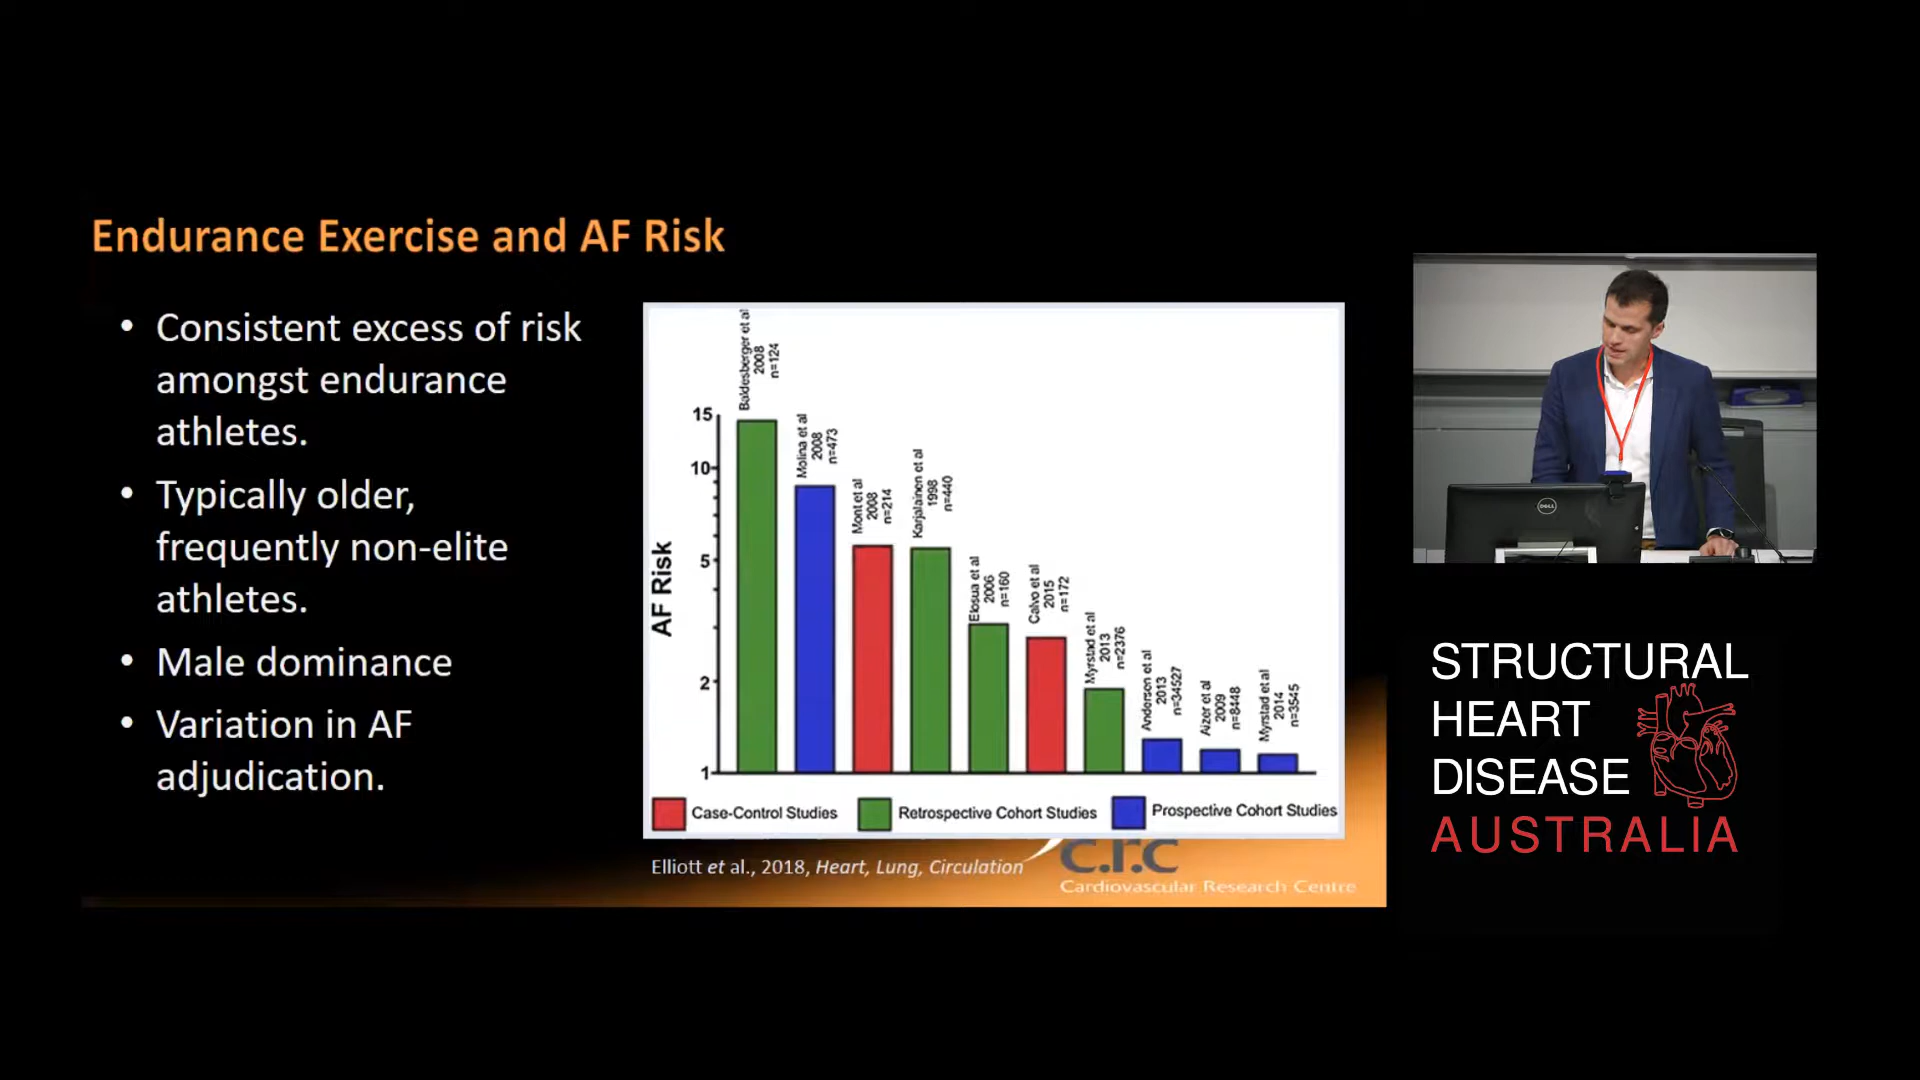 Endurance Exercise and AF Risk
• Consistent excess of risk
amongst endurance
athletes.
• Typically older,
frequently non-elite
athletes.
• Male dominance
• Variation in AF
adjudication.
AF Risk
15
10
5
2
1
Baldesberger et al
2008
n=124
Molina et al
2008
n=473
Mont et al
2008
n=214
Karjalainen et al
1998
n=440
Elosua et al
2006
n=160
Calvo et al
2015
n=172
Myrstad et al
2013
n=2376
Andersen et al
2013
n=34527
Aizer et al
2009
n=8448
Myrstad et al
2014
n=3545
Case-Control Studies
Retrospective Cohort Studies
Prospective Cohort Studies
Elliott et al., 2018, Heart, Lung, Circulation
c.r.c
Cardiovascular Research Centre
DELL
STRUCTURAL
HEART
DISEASE
AUSTRALIA